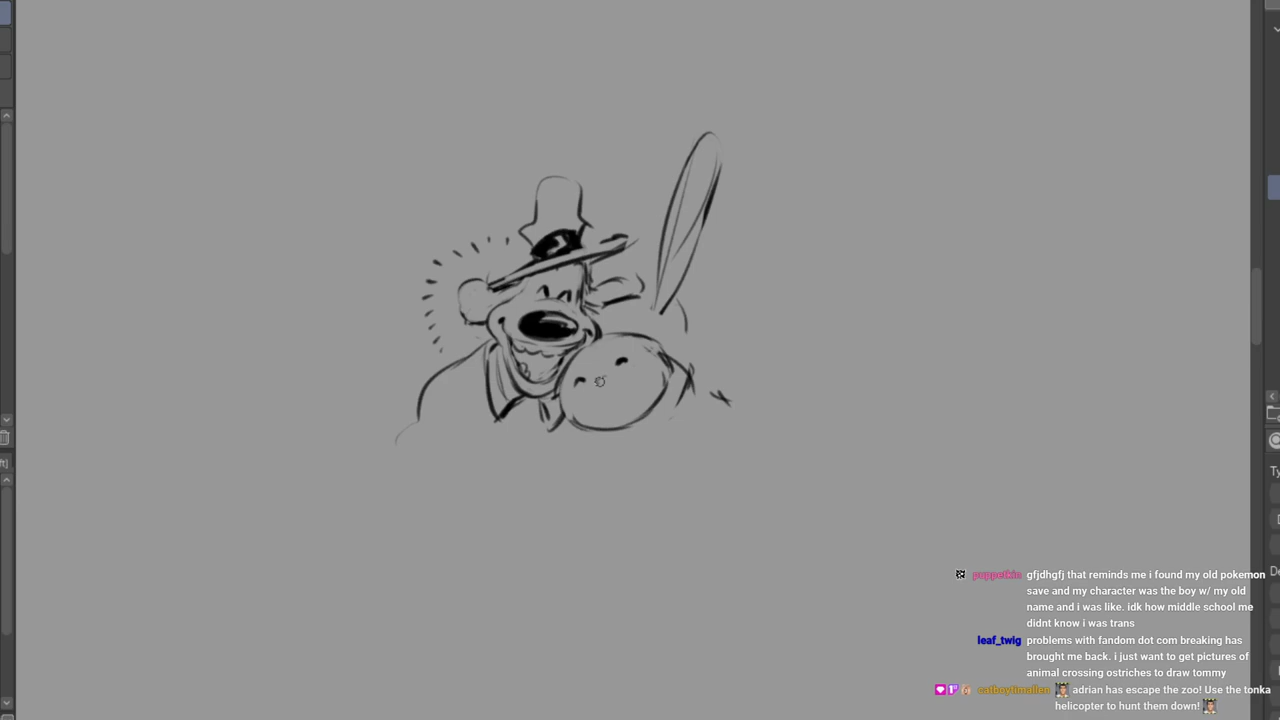 puppetkin gfjdhgfj that reminds me i found my old pokemon
save and my character was the boy w/ my old
name and i was like. idk how middle school me
didnt know i was trans
leaf_twig problems with fandom dot com breaking has
brought me back. i just want to get pictures of
animal crossing ostriches to draw tommy
catboytimallen adrian has escape the zoo! Use the tonka
helicopter to hunt them down!
Ty